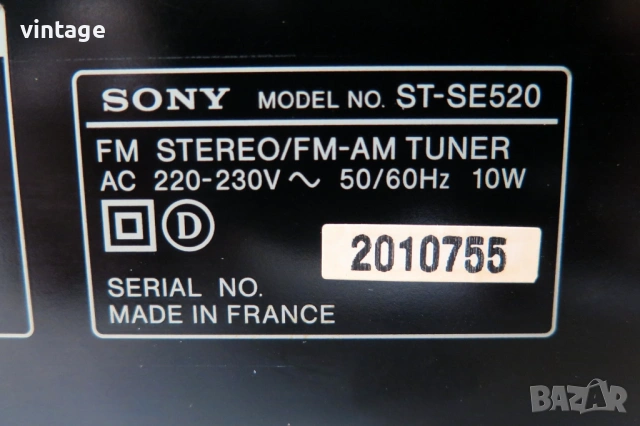 vintage
SONY MODEL NO. ST-SE520
FM STEREO/FM-AM TUNER
AC 220-230V ~ 50/60Hz 10W
D
2010755
SERIAL NO.
MADE IN FRANCE
BAZAR